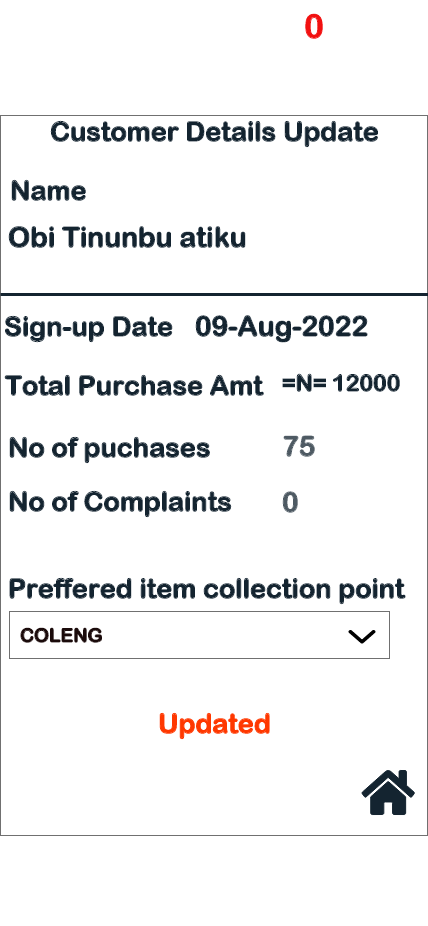 0
Customer Details Update
Name
Obi Tinunbu atiku
Sign-up Date 09-Aug-2022
Total Purchase Amt =N= 12000
No of puchases 75
No of Complaints 0
Preffered item collection point
COLENG
Updated